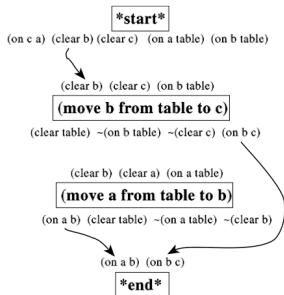 *start*
(on c a) (clear b) (clear c) (on a table) (on b table)
(clear b) (clear c) (on b table)
(move b from table to c)
(clear table) ~(on b table) ~(clear c) (on b c)
(clear b) (clear a) (on a table)
(move a from table to b)
(on a b) (clear table) ~(on a table) ~(clear b)
(on a b) (on b c)
*end*